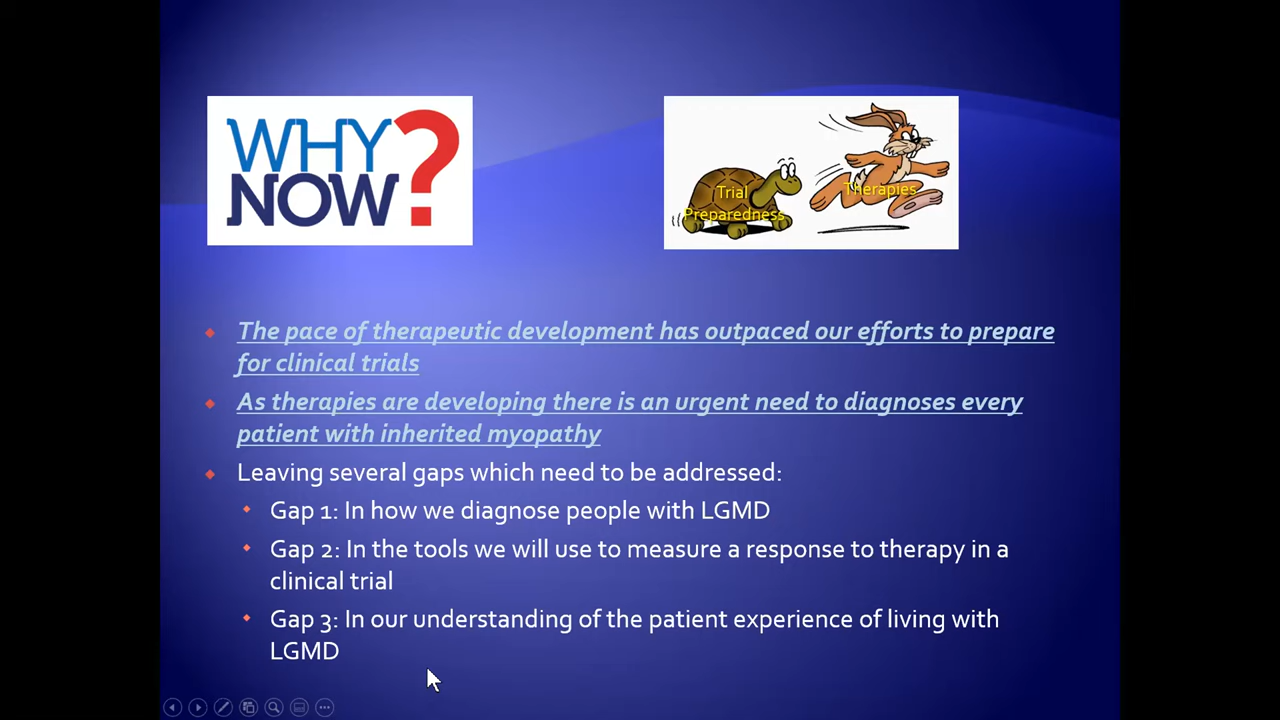 WHY
NOW?
Trial
Preparedness
Therapies
The pace of therapeutic development has outpaced our efforts to prepare
for clinical trials
As therapies are developing there is an urgent need to diagnoses every
patient with inherited myopathy
Leaving several gaps which need to be addressed:
Gap 1: In how we diagnose people with LGMD
Gap 2: In the tools we will use to measure a response to therapy in a
clinical trial
Gap 3: In our understanding of the patient experience of living with
LGMD